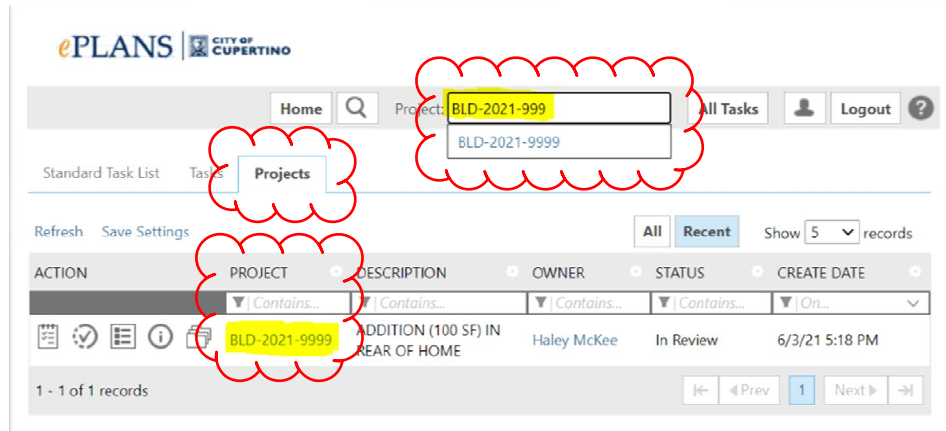 ePLANS CITY OF CUPERTINO
Home Project: BLD-2021-999 All Tasks Logout ?
BLD-2021-9999
Standard Task List Tasks Projects
Refresh Save Settings All Recent Show 5 records
ACTION PROJECT DESCRIPTION OWNER STATUS CREATE DATE
Contains... Contains... Contains... Contains... On...
BLD-2021-9999 ADDITION (100 SF) IN Haley McKee In Review 6/3/21 5:18 PM
REAR OF HOME
1 - 1 of 1 records Prev 1 Next